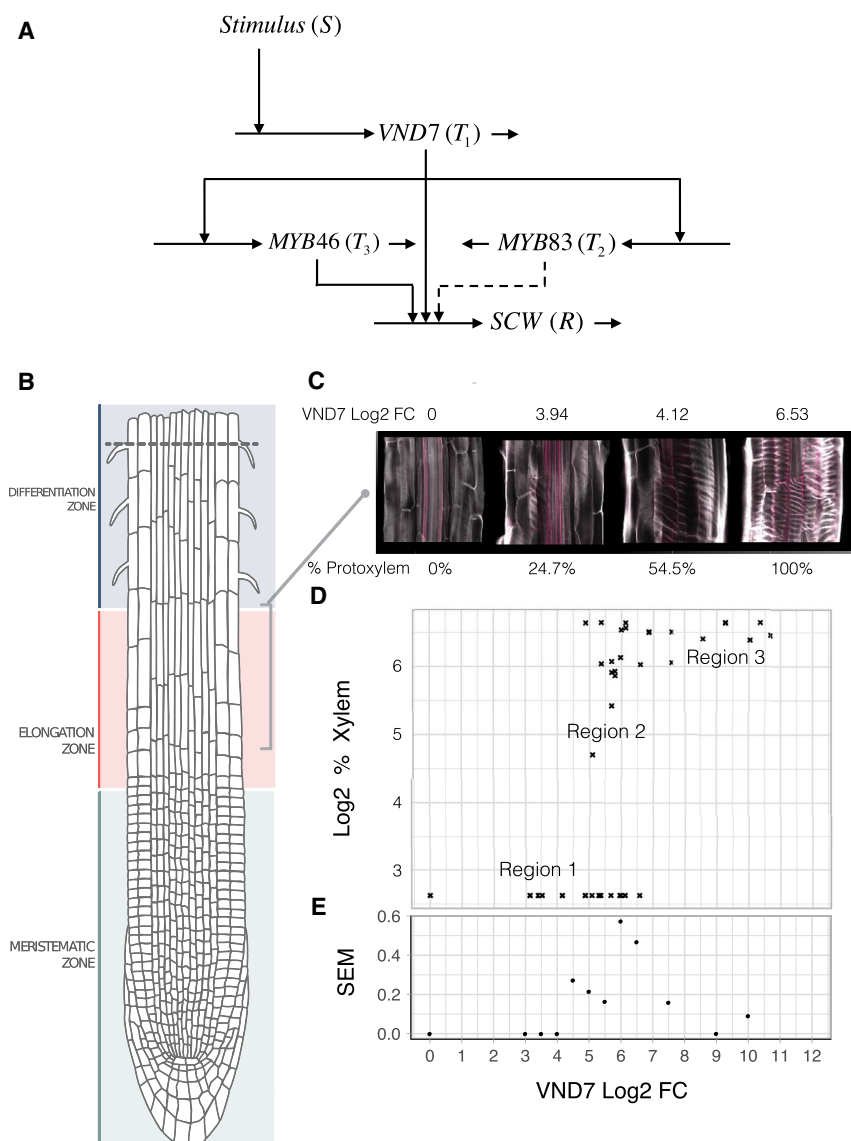 A
Stimulus (S)
VND7 (T1)
MYB46 (T3)
MYB83 (T2)
SCW (R)
B
DIFFERENTIATION
ZONE
ELONGATION
ZONE
MERISTEMATIC
ZONE
C
VND7 Log2 FC 0 3.94 4.12 6.53
% Protoxylem 0% 24.7% 54.5% 100%
D
Log2 % Xylem
6
5
4
3
Region 3
Region 2
Region 1
E
SEM
0.6
0.4
0.2
0.0
0 1 2 3 4 5 6 7 8 9 10 11 12
VND7 Log2 FC